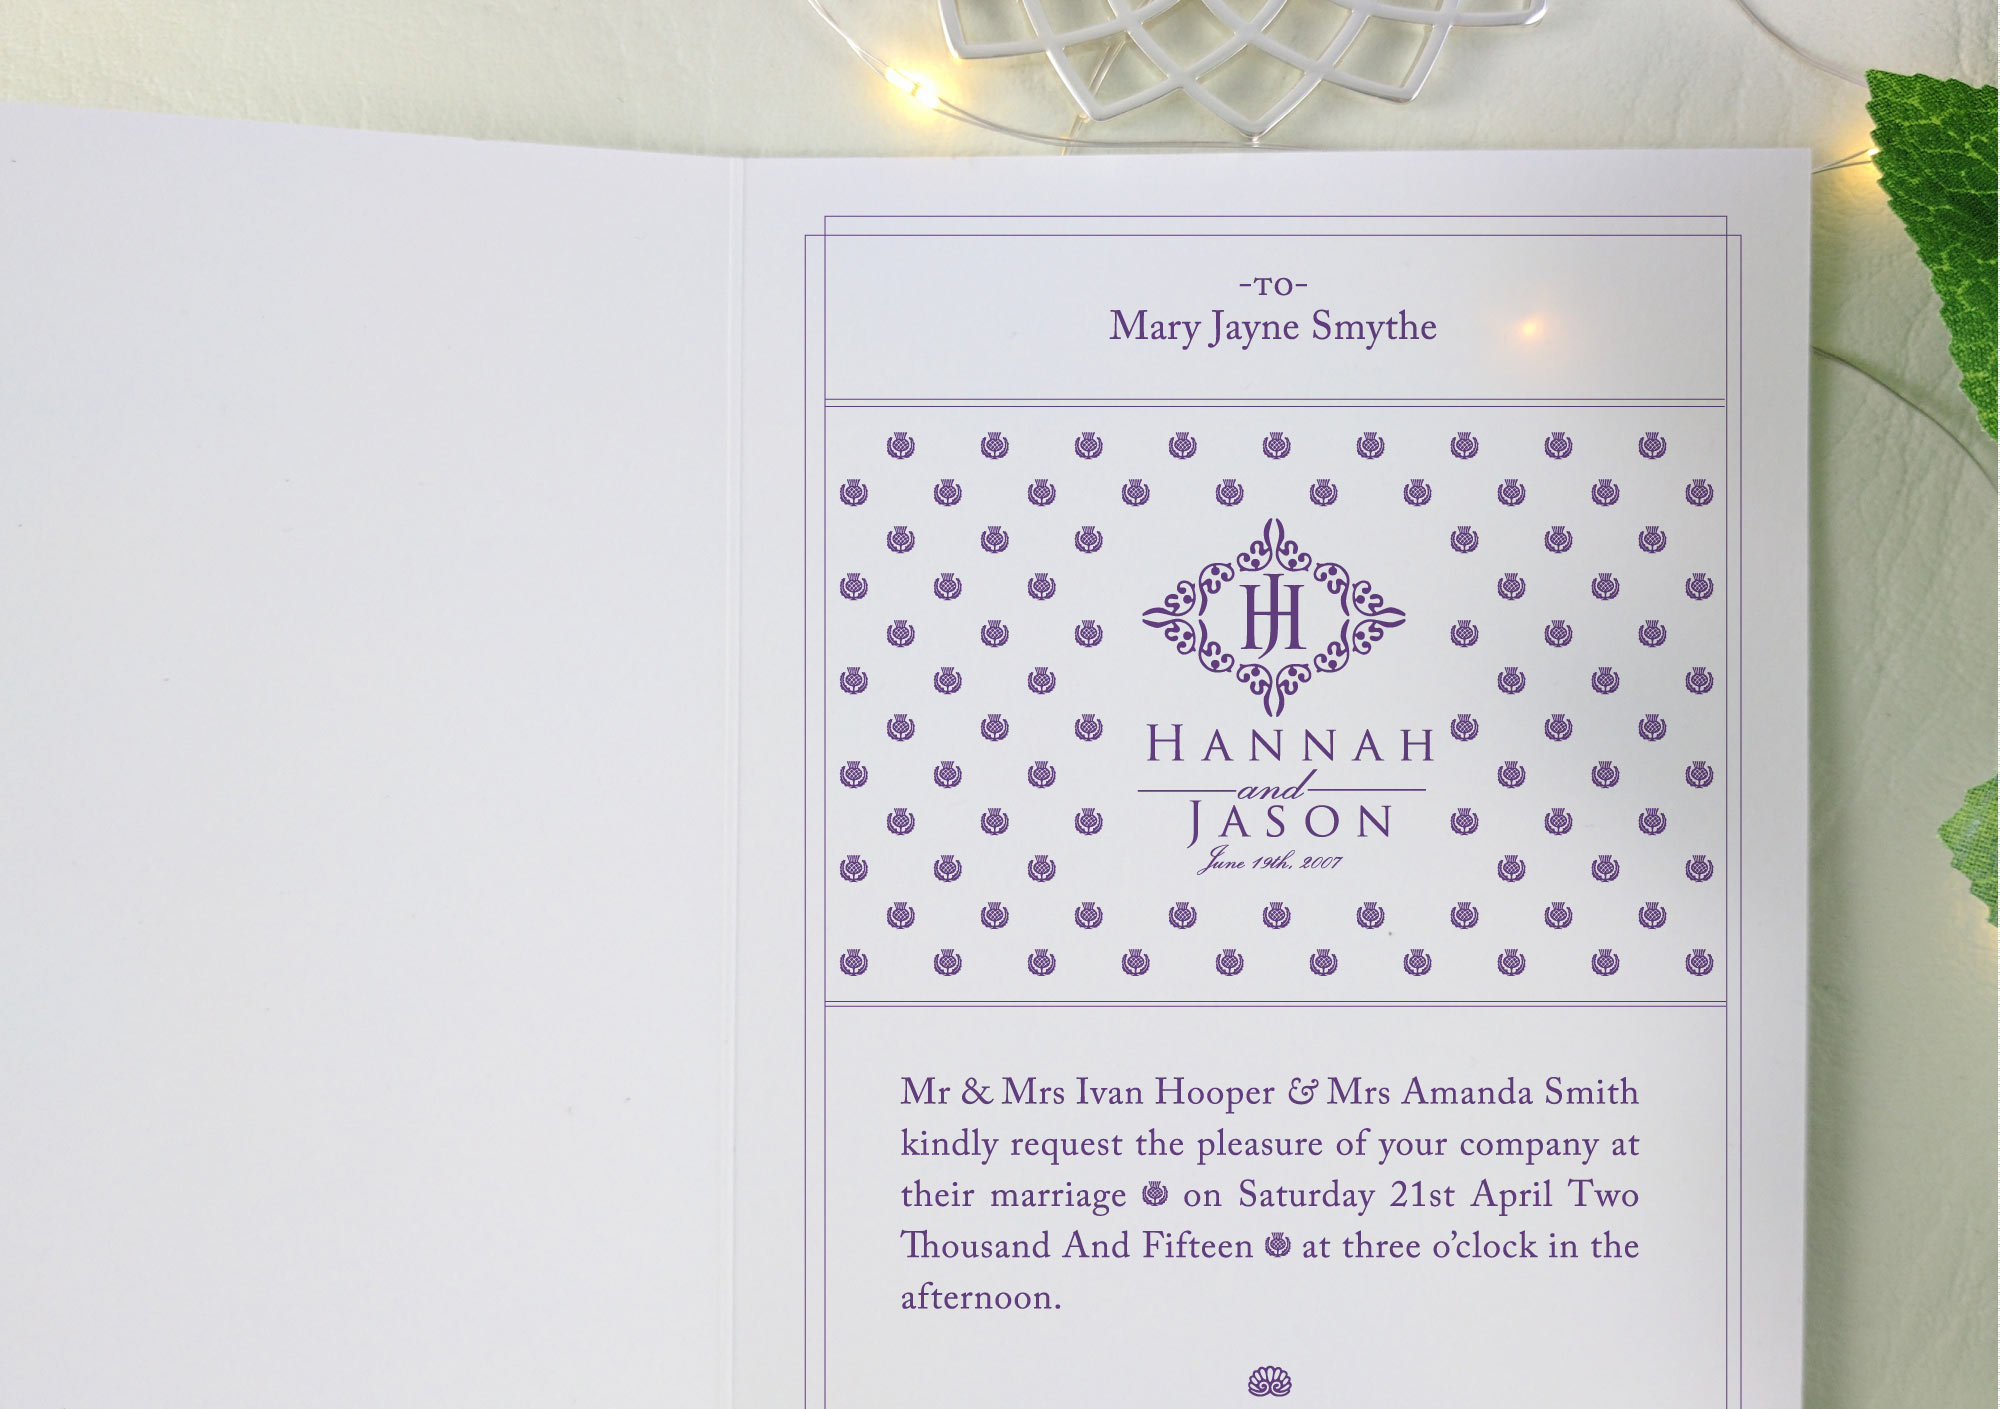 -TO-
Mary Jayne Smythe
HJ
HANNAH
and
JASON
June 19th, 2007
Mr & Mrs Ivan Hooper & Mrs Amanda Smith
kindly request the pleasure of your company at
their marriage on Saturday 21st April Two
Thousand And Fifteen at three o’clock in the
afternoon.